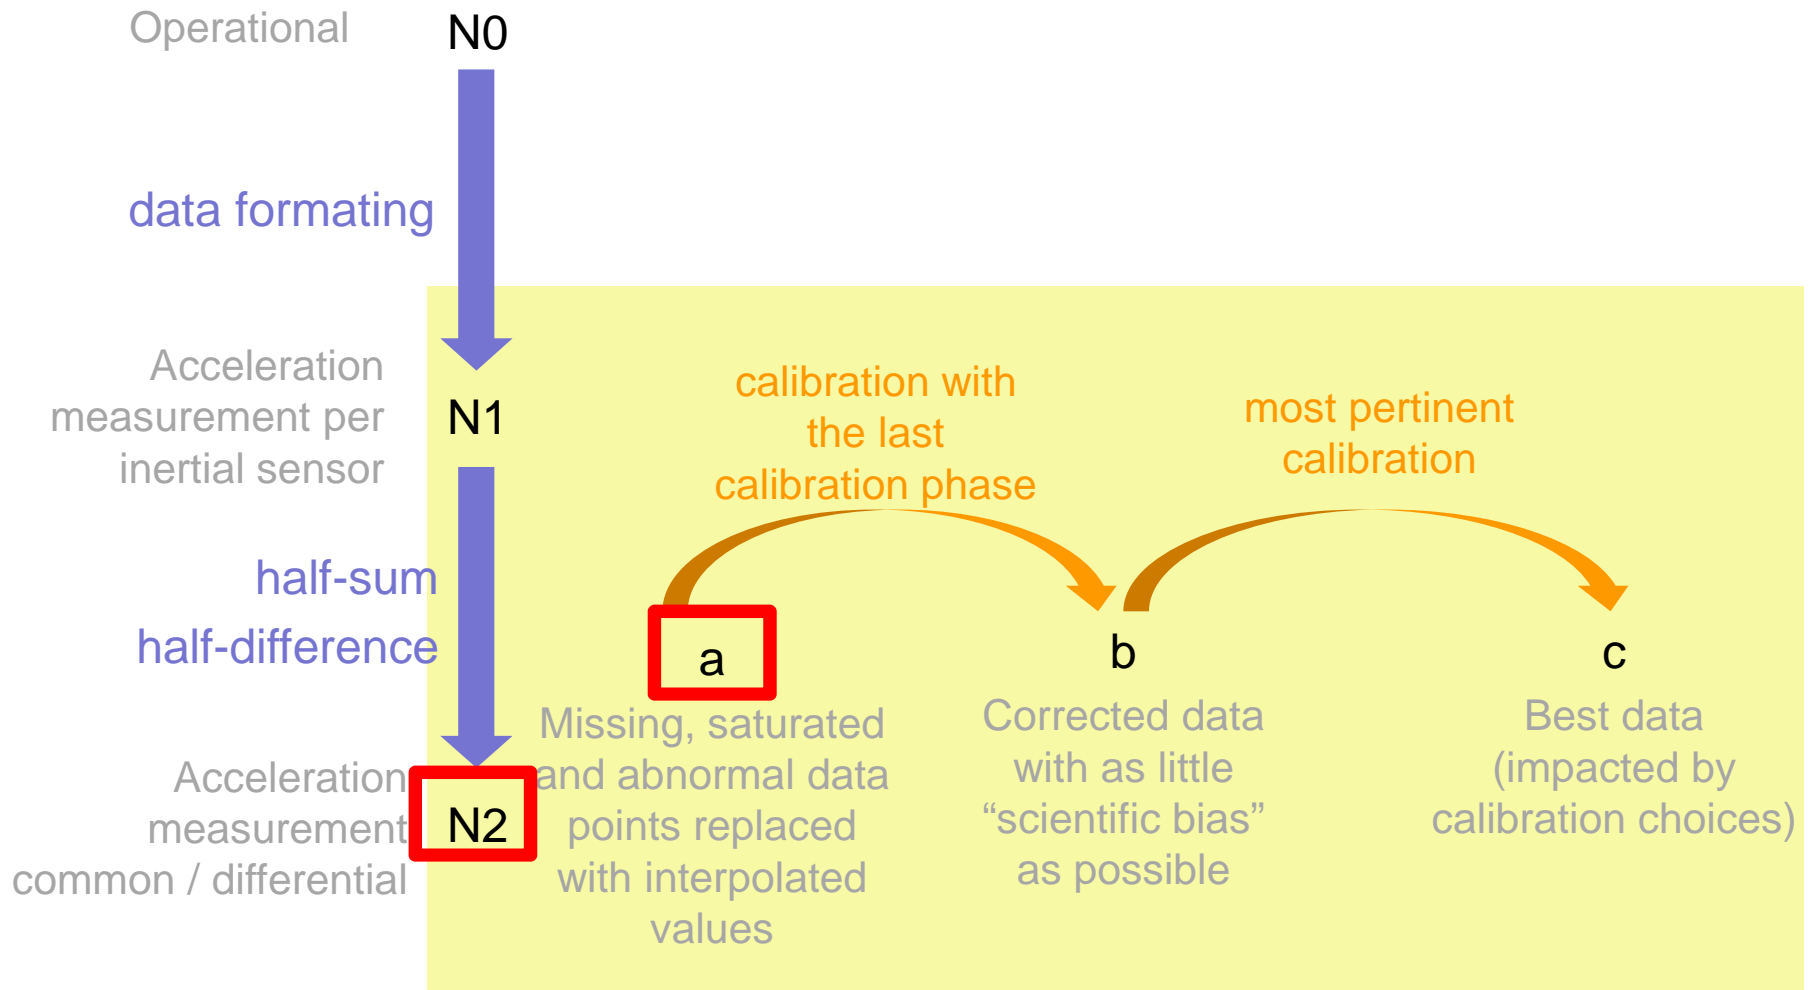 Operational
N0
data formating
Acceleration
measurement per
inertial sensor
N1
calibration with
the last
calibration phase
most pertinent
calibration
half-sum
half-difference
a
b
c
Missing, saturated
and abnormal data
points replaced
with interpolated
values
Corrected data
with as little
“scientific bias”
as possible
Best data
(impacted by
calibration choices)
Acceleration
measurement
common / differential
N2